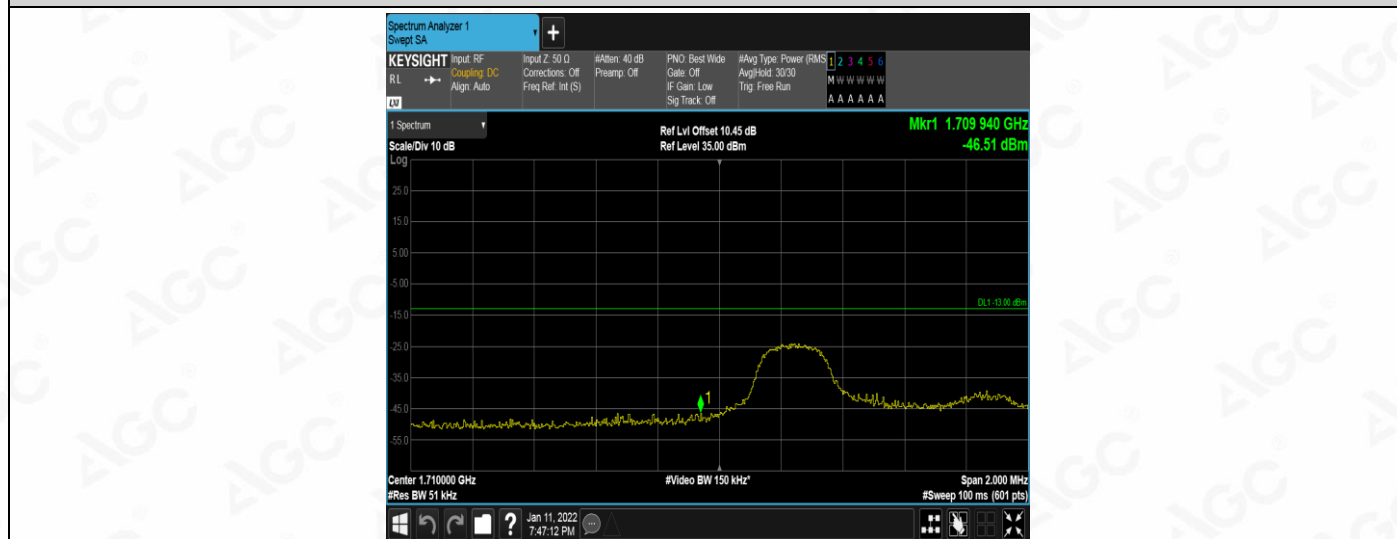 Spectrum Analyzer 1
Swept SA
+
KEYSIGHT
RL
LXI
Input: RF
Coupling: DC
Align: Auto
Input Z: 50 Ω
Corrections: Off
Freq Ref: Int (S)
#Atten: 40 dB
Preamp: Off
PNO: Best Wide
Gate: Off
IF Gain: Low
Sig Track: Off
#Avg Type: Power (RMS
Avg|Hold: 30/30
Trig: Free Run
1 2 3 4 5 6
M W W W W W
A A A A A A
1 Spectrum
Scale/Div 10 dB
Ref Lvl Offset 10.45 dB
Ref Level 35.00 dBm
Mkr1 1.709 940 GHz
-46.51 dBm
Log
25.0
15.0
5.00
-5.00
DL1 -13.00 dBm
-15.0
-25.0
-35.0
1
-45.0
-55.0
Center 1.710000 GHz
#Video BW 150 kHz*
Span 2.000 MHz
#Res BW 51 kHz
#Sweep 100 ms (601 pts)
?
Jan 11, 2022
7:47:12 PM
AGC